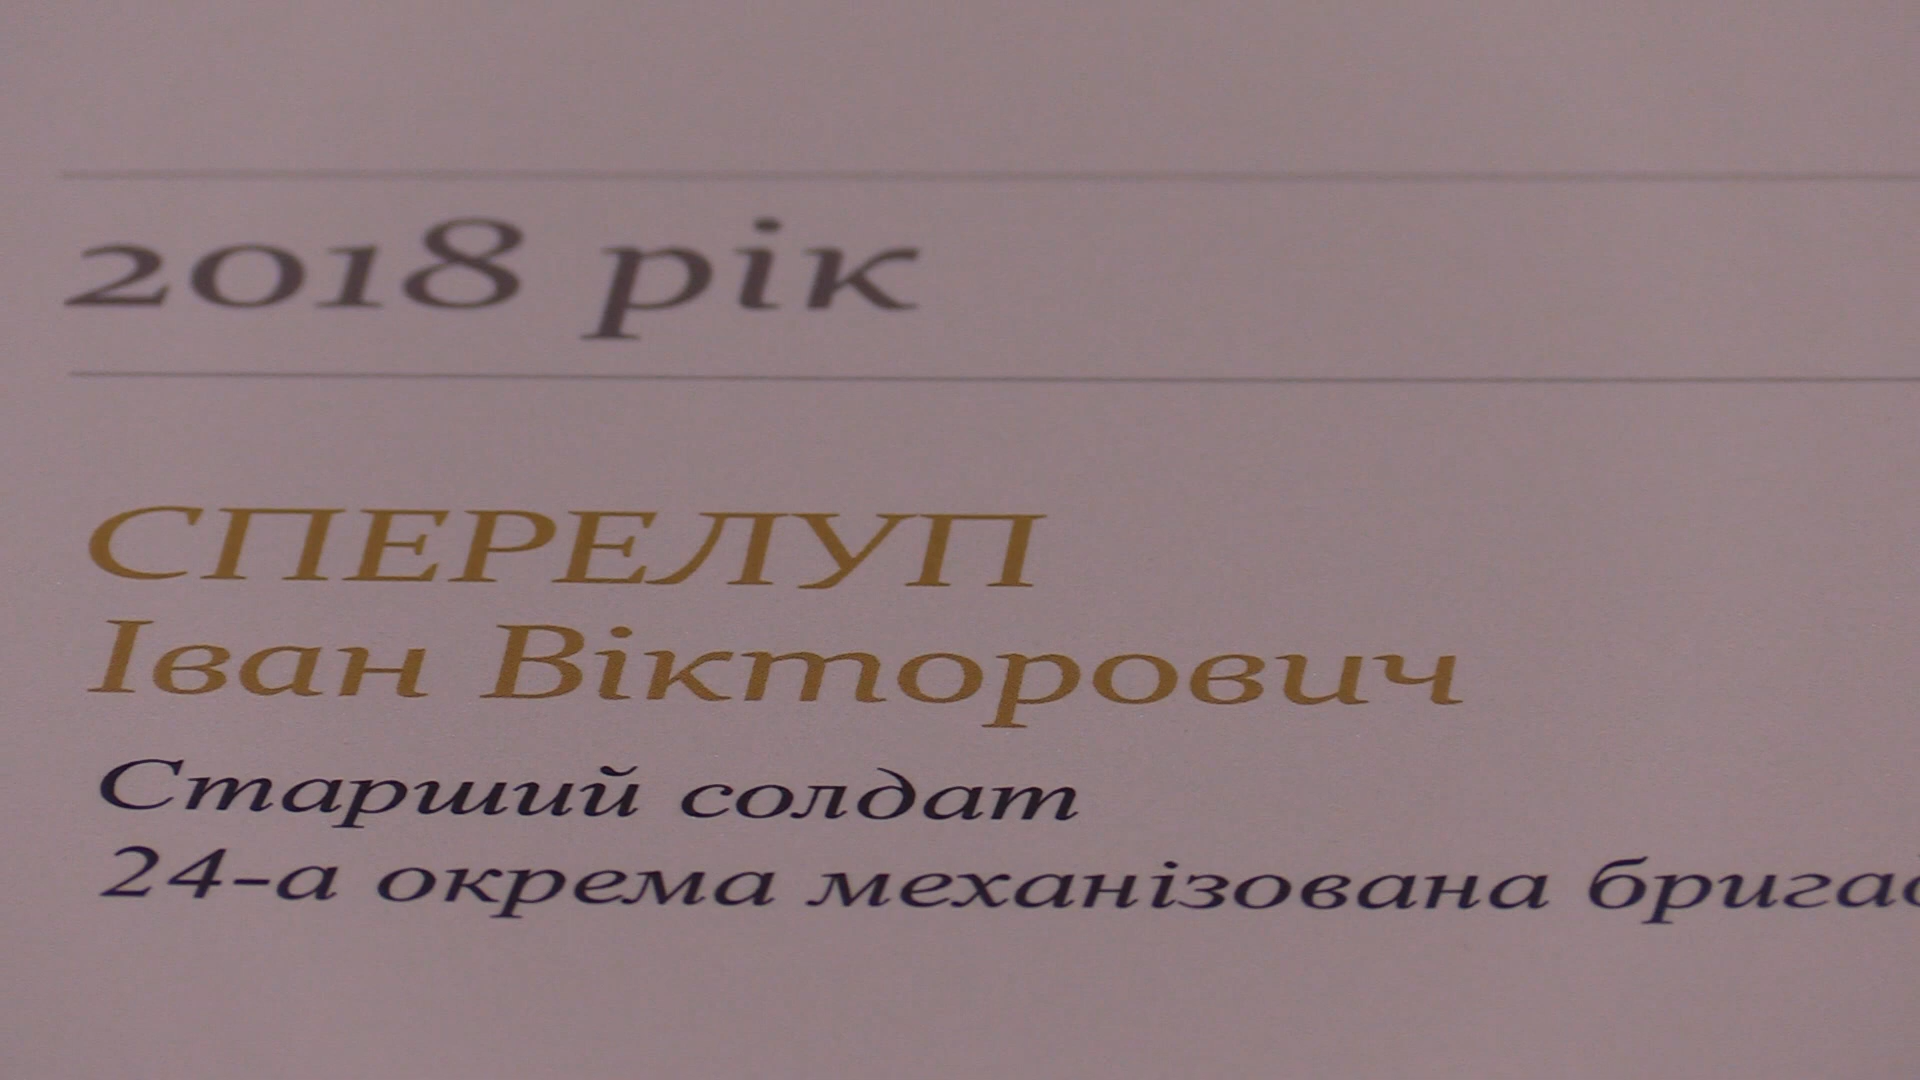 2018 рік
СПЕРЕЛУП
Іван Вікторович
Старший солдат
24-а окрема механізована